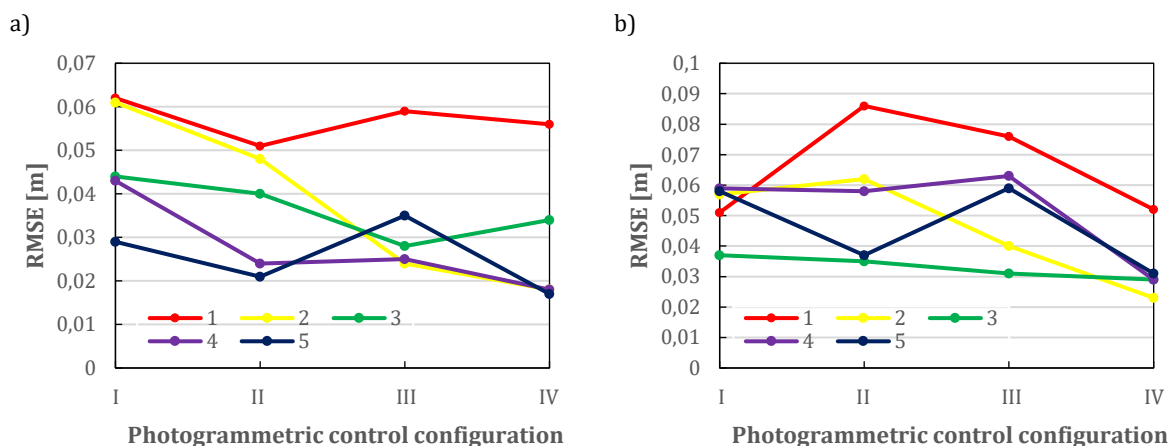 a)
0,07
0,06
0,05
0,04
0,03
0,02
0,01
0
RMSE [m]
1 2 3
4 5
I II III IV
Photogrammetric control configuration
b)
0,1
0,09
0,08
0,07
0,06
0,05
0,04
0,03
0,02
0,01
0
RMSE [m]
1 2 3
4 5
I II III IV
Photogrammetric control configuration